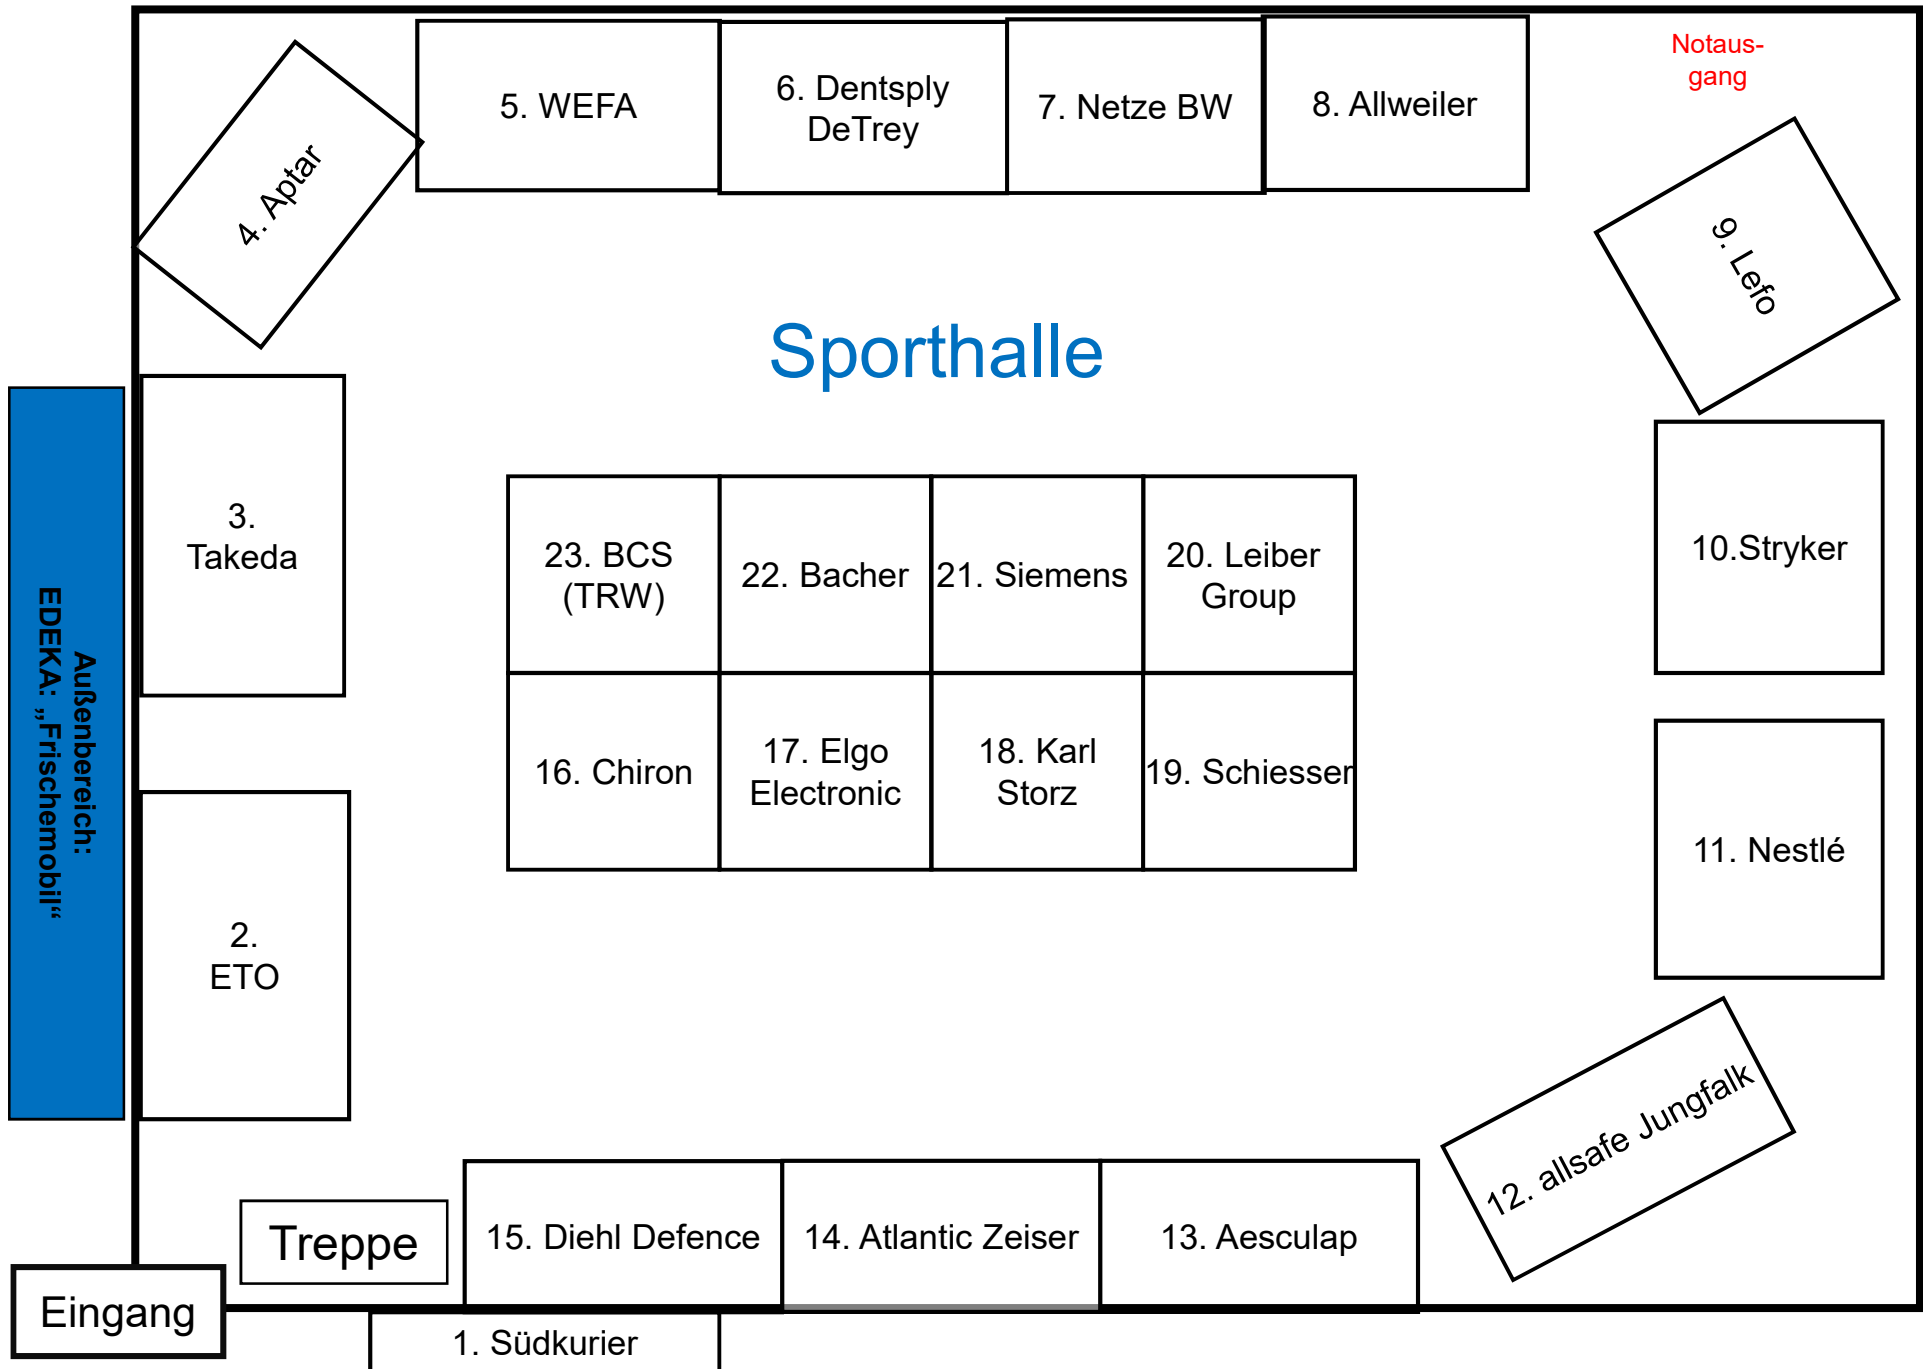 Notaus-
gang
5. WEFA
6. Dentsply
DeTrey
7. Netze BW
8. Allweiler
4. Aptar
9. Lefo
Sporthalle
3.
Takeda
23. BCS
(TRW)
22. Bacher
21. Siemens
20. Leiber
Group
10.Stryker
Außenbereich:
EDEKA: „Frischemobil“
16. Chiron
17. Elgo
Electronic
18. Karl
Storz
19. Schiesser
11. Nestlé
2.
ETO
12. allsafe Jungfalk
Treppe
15. Diehl Defence
14. Atlantic Zeiser
13. Aesculap
Eingang
1. Südkurier